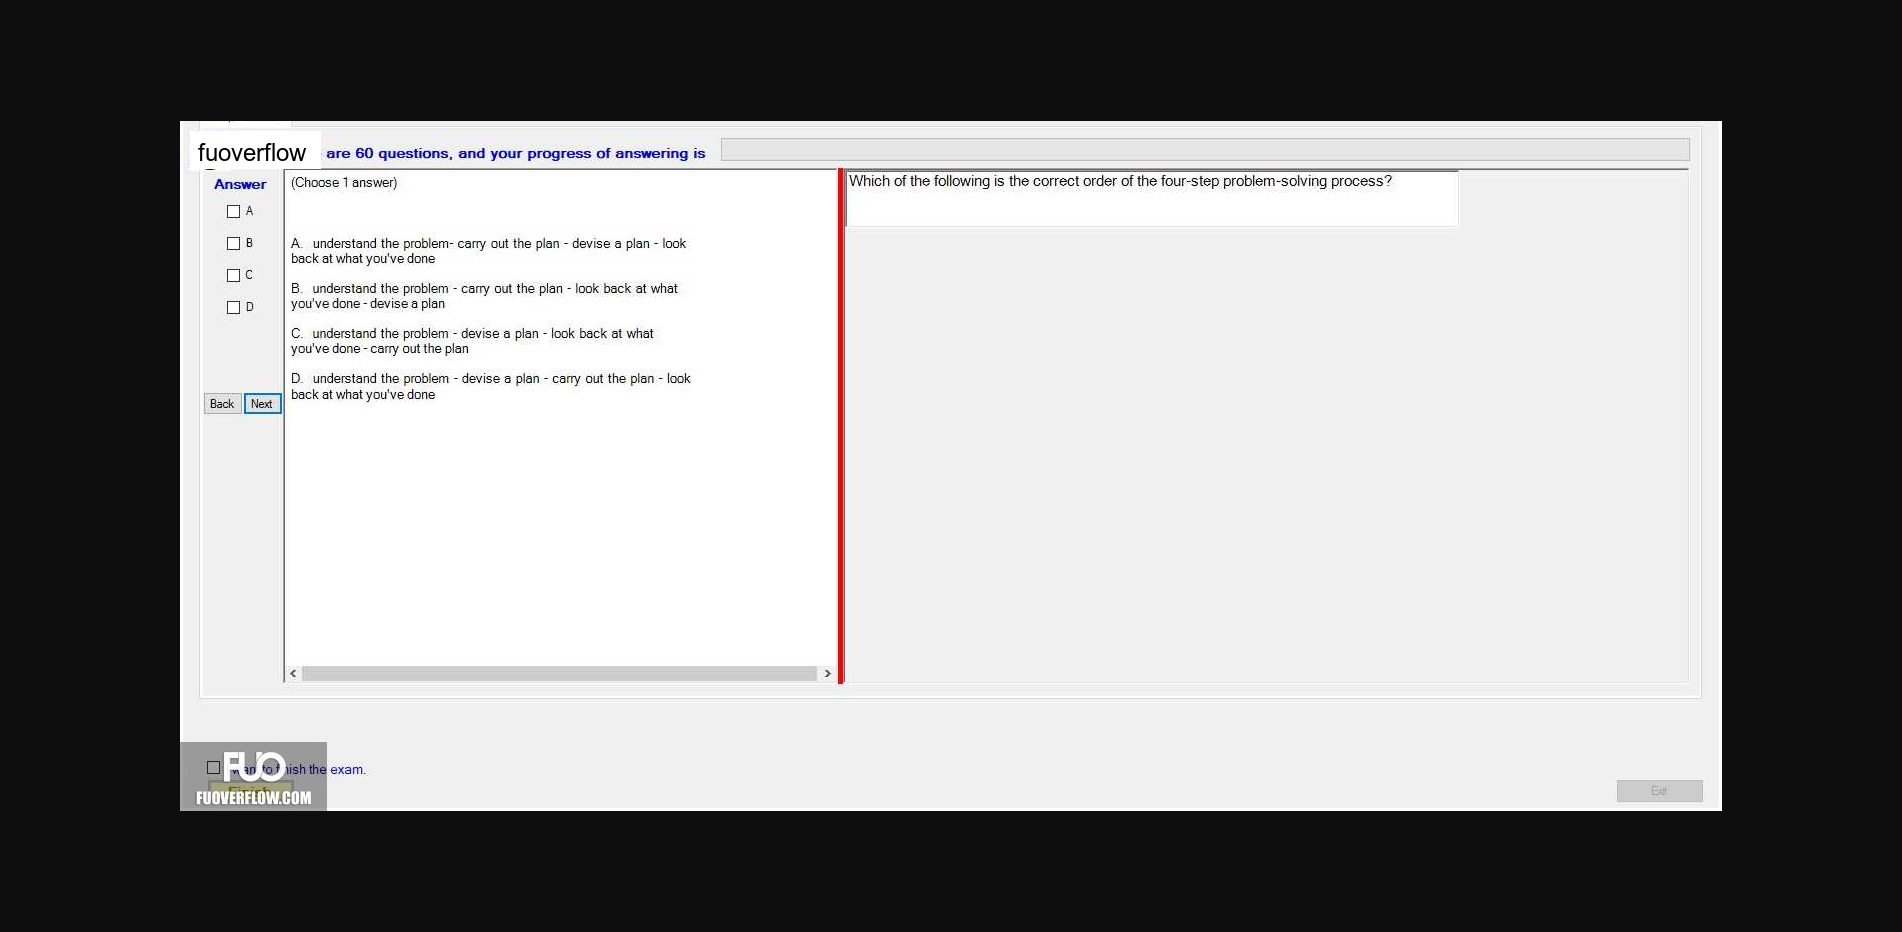 fuoverflow are 60 questions, and your progress of answering is
Answer
A
B
C
D
Back Next
(Choose 1 answer)
A. understand the problem- carry out the plan - devise a plan - look
back at what you've done
B. understand the problem - carry out the plan - look back at what
you've done - devise a plan
C. understand the problem - devise a plan - look back at what
you've done - carry out the plan
D. understand the problem - devise a plan - carry out the plan - look
back at what you've done
Which of the following is the correct order of the four-step problem-solving process?
want to finish the exam.
Finish
FUO
FUOVERFLOW.COM
Exit